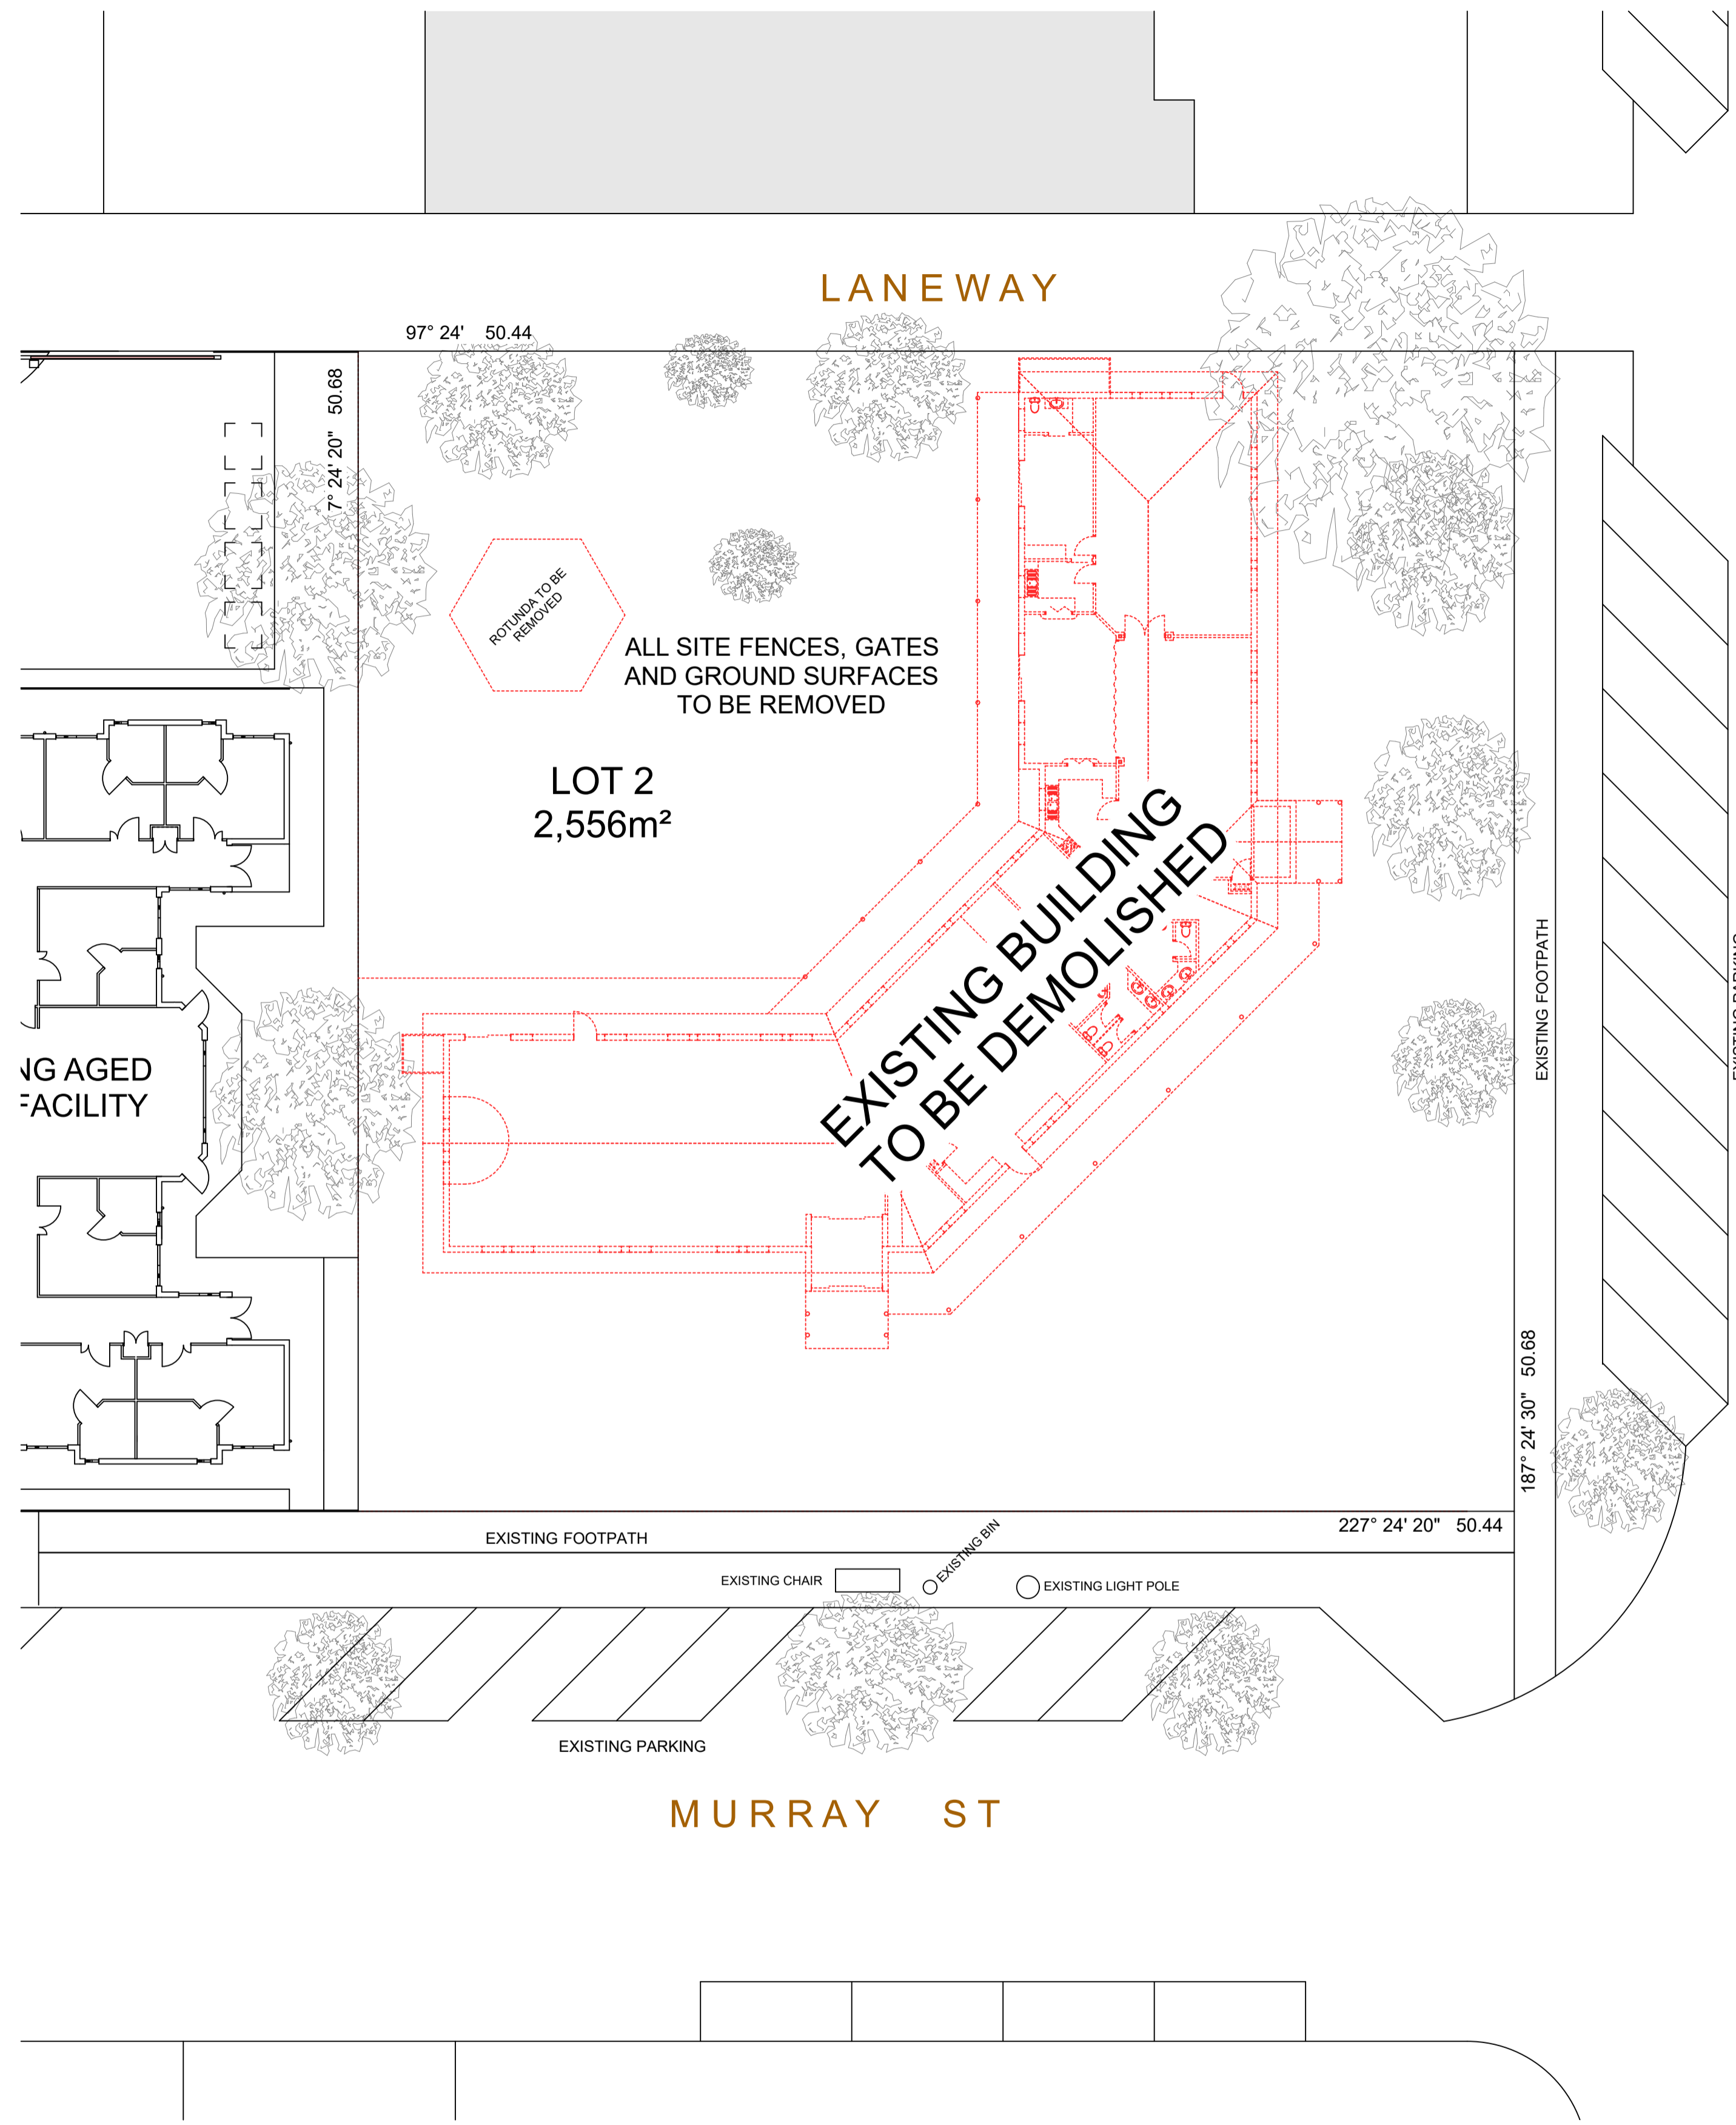 LANEWAY
97° 24' 50.44
7° 24' 20" 50.68
ROTUNDA TO BE
REMOVED
ALL SITE FENCES, GATES
AND GROUND SURFACES
TO BE REMOVED
LOT 2
2,556m²
EXISTING BUILDING
TO BE DEMOLISHED
EXISTING FOOTPATH
EXISTING PARKING
NG AGED
FACILITY
187° 24' 30" 50.68
227° 24' 20" 50.44
EXISTING FOOTPATH
EXISTING CHAIR
EXISTING BIN
EXISTING LIGHT POLE
EXISTING PARKING
MURRAY ST